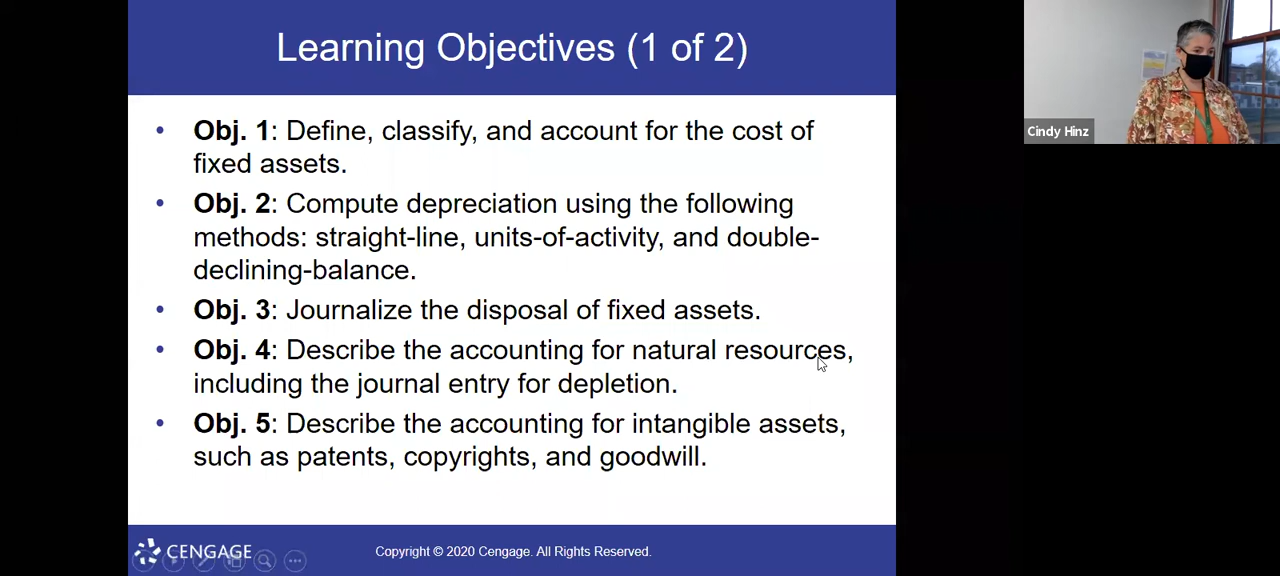 Learning Objectives (1 of 2)
• Obj. 1: Define, classify, and account for the cost of
fixed assets.
• Obj. 2: Compute depreciation using the following
methods: straight-line, units-of-activity, and double-
declining-balance.
• Obj. 3: Journalize the disposal of fixed assets.
• Obj. 4: Describe the accounting for natural resources,
including the journal entry for depletion.
• Obj. 5: Describe the accounting for intangible assets,
such as patents, copyrights, and goodwill.
CENGAGE
Copyright © 2020 Cengage. All Rights Reserved.
Cindy Hinz